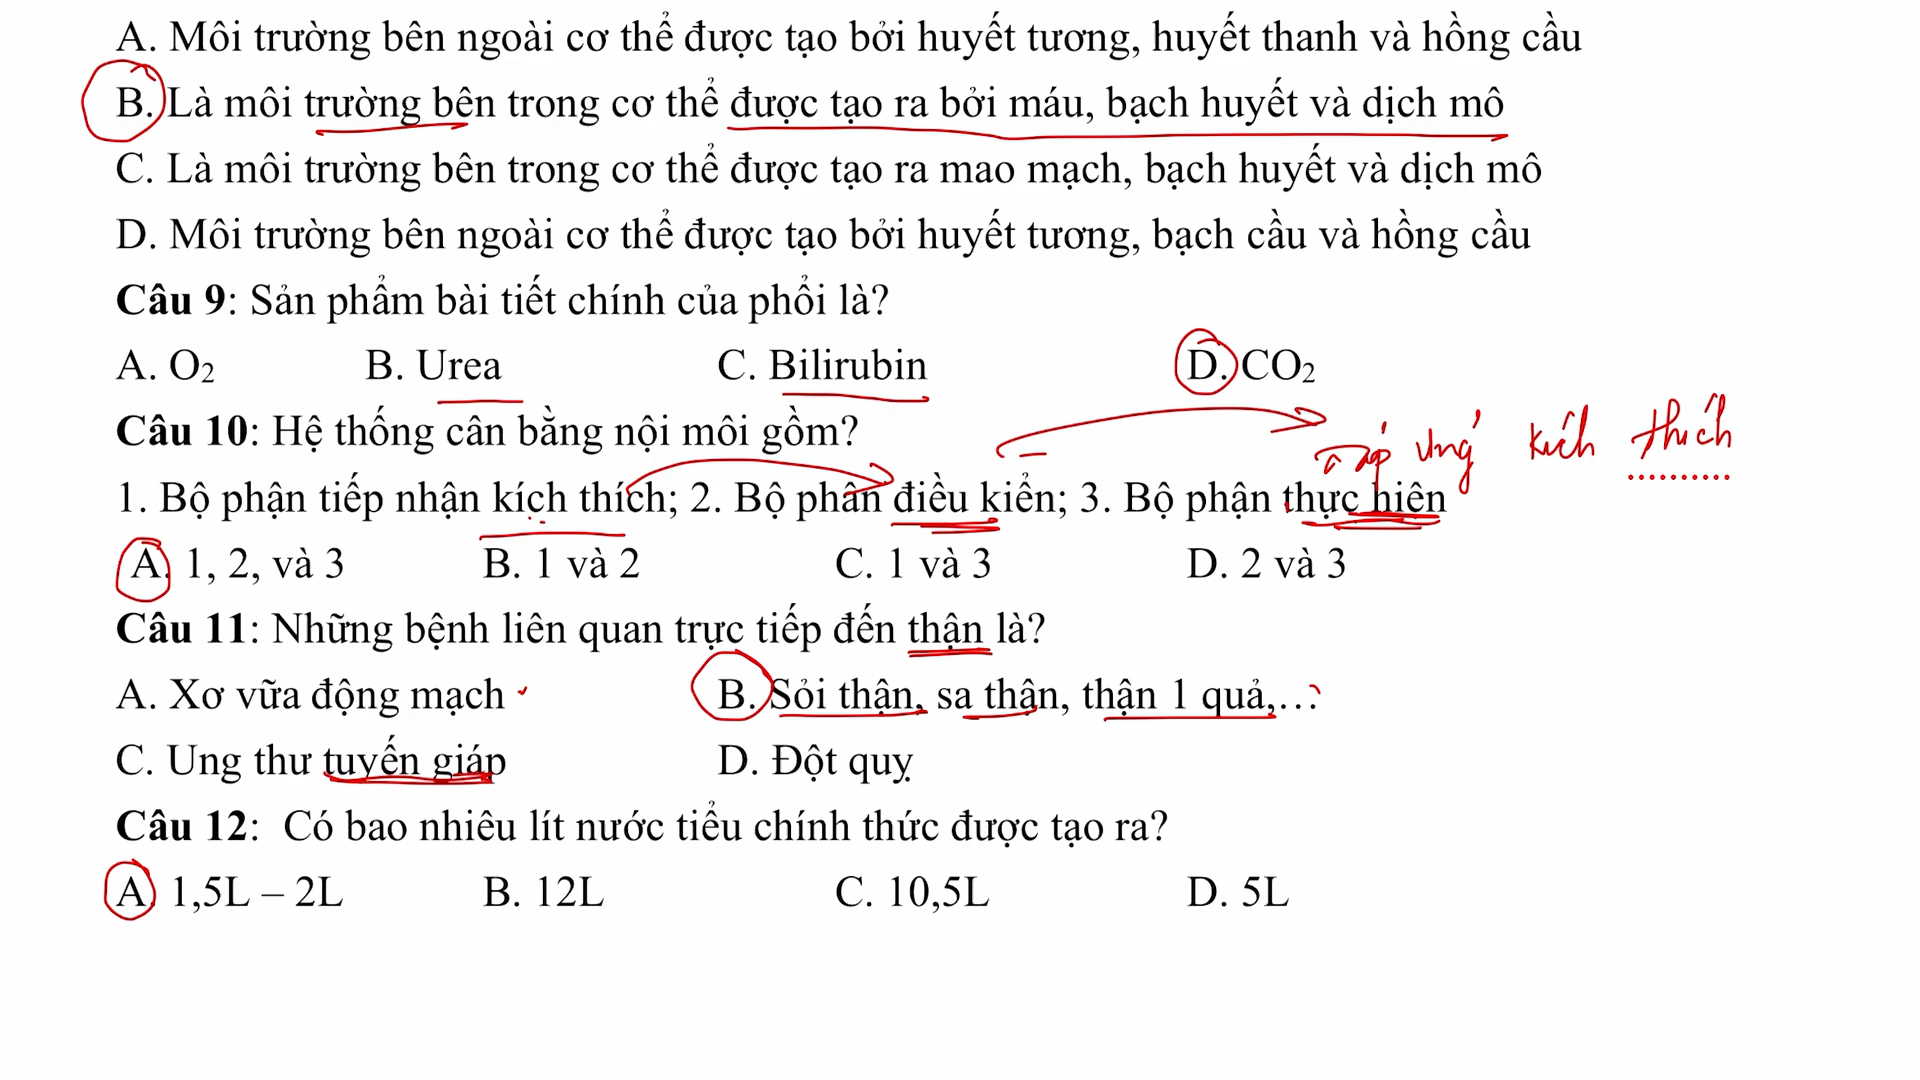 A. Môi trường bên ngoài cơ thể được tạo bởi huyết tương, huyết thanh và hồng cầu
B. Là môi trường bên trong cơ thể được tạo ra bởi máu, bạch huyết và dịch mô
C. Là môi trường bên trong cơ thể được tạo ra mao mạch, bạch huyết và dịch mô
D. Môi trường bên ngoài cơ thể được tạo bởi huyết tương, bạch cầu và hồng cầu
Câu 9: Sản phẩm bài tiết chính của phổi là?
A. O₂ B. Urea C. Bilirubin D. CO₂
Câu 10: Hệ thống cân bằng nội môi gồm?
Đáp ứng kích thích
1. Bộ phận tiếp nhận kích thích; 2. Bộ phân điều kiển; 3. Bộ phận thực hiên
A. 1, 2, và 3 B. 1 và 2 C. 1 và 3 D. 2 và 3
Câu 11: Những bệnh liên quan trực tiếp đến thận là?
A. Xơ vữa động mạch B. Sỏi thận, sa thận, thận 1 quả,…
C. Ung thư tuyến giáp D. Đột quỵ
Câu 12: Có bao nhiêu lít nước tiểu chính thức được tạo ra?
A. 1,5L – 2L B. 12L C. 10,5L D. 5L